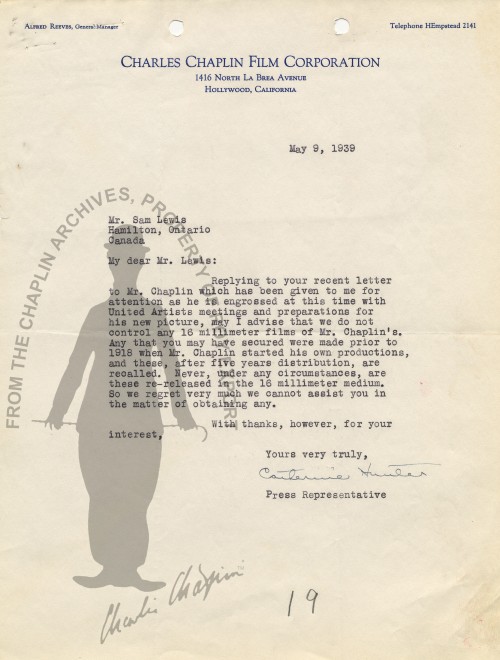 ALFRED REEVES, General Manager
Telephone HEmpstead 2141
CHARLES CHAPLIN FILM CORPORATION
1416 NORTH LA BREA AVENUE
HOLLYWOOD, CALIFORNIA
May 9, 1939
Mr. Sam Lewis
Hamilton, Ontario
Canada
My dear Mr. Lewis:
Replying to your recent letter
to Mr. Chaplin which has been given to me for
attention as he is engrossed at this time with
United Artists meetings and preparations for
his new picture, may I advise that we do not
control any 16 millimeter films of Mr. Chaplin's.
Any that you may have secured were made prior to
1918 when Mr. Chaplin started his own productions,
and these, after five years distribution, are
recalled. Never, under any circumstances, are
these re-released in the 16 millimeter medium.
So we regret very much we cannot assist you in
the matter of obtaining any.
With thanks, however, for your
interest,
Yours very truly,
Catherine Hunter
Press Representative
FROM THE CHAPLIN ARCHIVES, PROPERTY OF
Charlie Chaplin
19